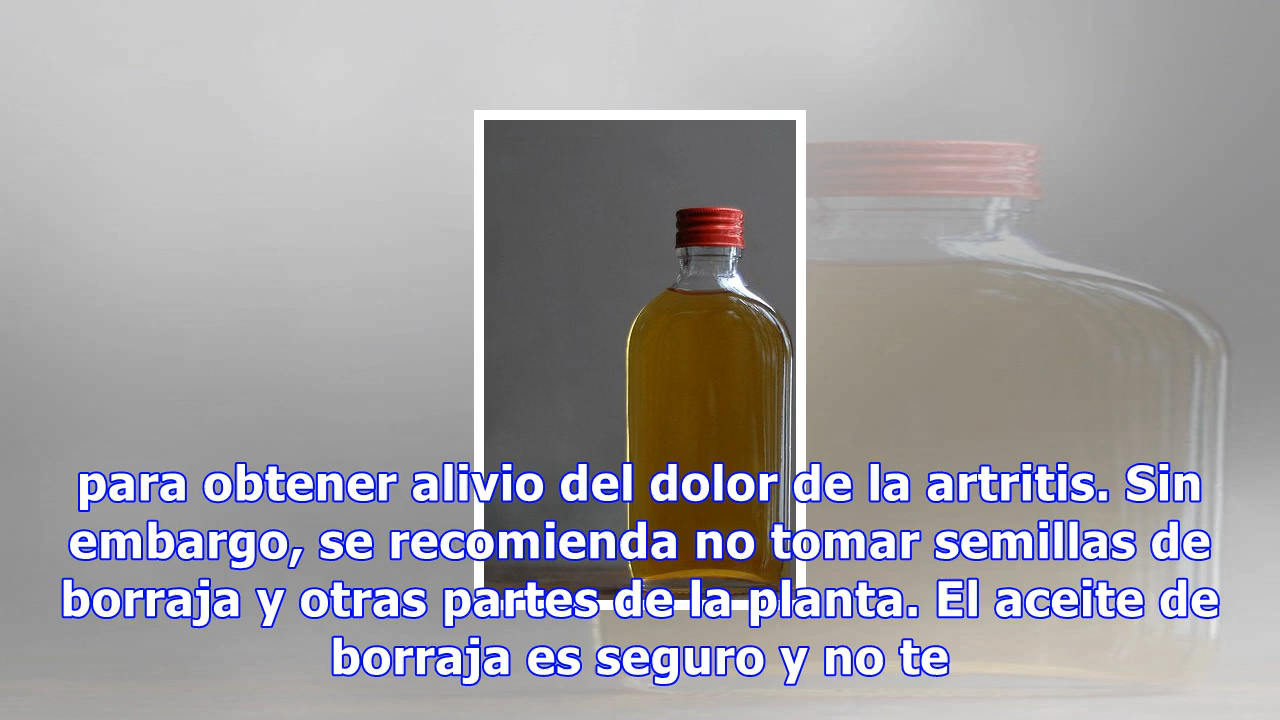 para obtener alivio del dolor de la artritis. Sin
embargo, se recomienda no tomar semillas de
borraja y otras partes de la planta. El aceite de
borraja es seguro y no te